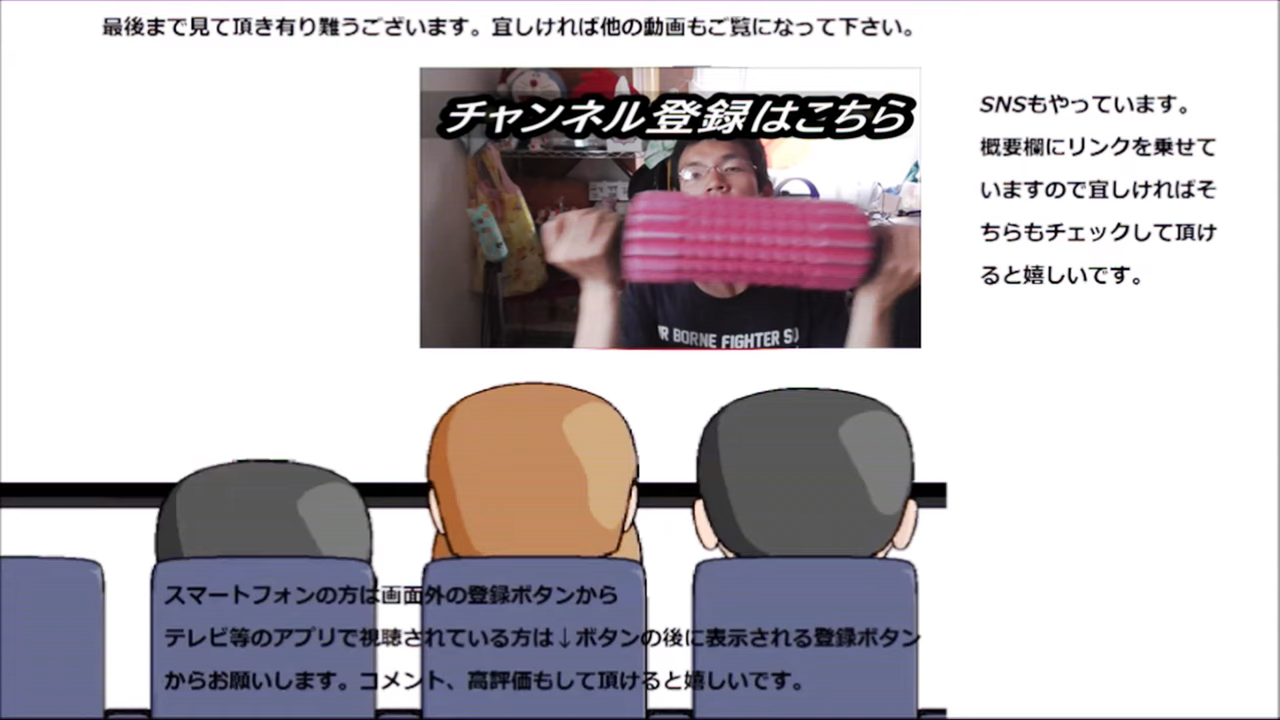 最後まで見て頂き有り難うございます。宜しければ他の動画もご覧になって下さい。
チャンネル登録はこちら
SNSもやっています。
概要欄にリンクを乗せて
いますので宜しければそ
ちらもチェックして頂け
ると嬉しいです。
R BORNE FIGHTER
スマートフォンの方は画面外の登録ボタンから
テレビ等のアプリで視聴されている方は↓ボタンの後に表示される登録ボタン
からお願いします。コメント、高評価もして頂けると嬉しいです。